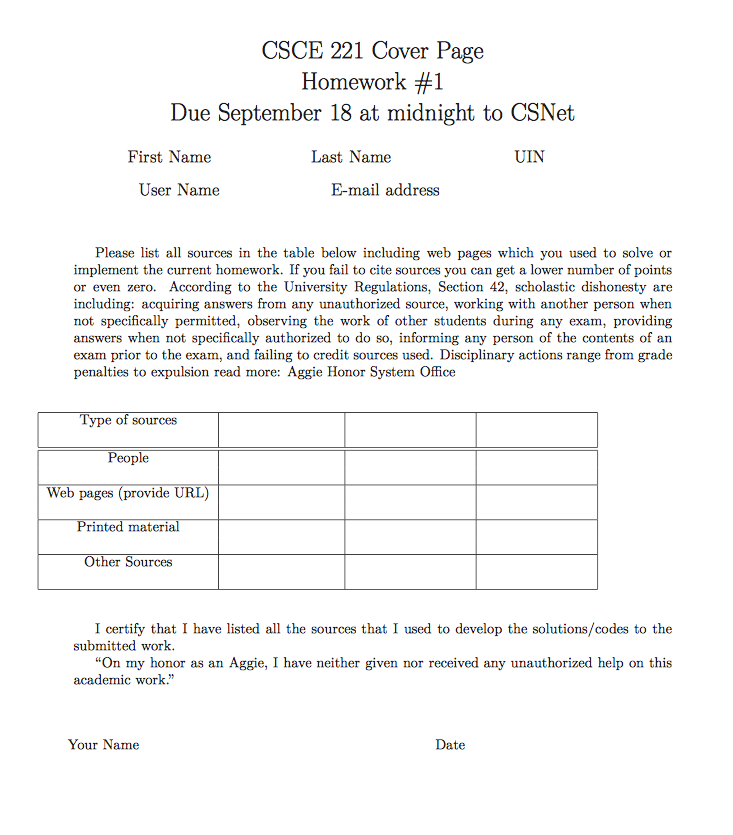 CSCE 221 Cover Page
Homework #1
Due September 18 at midnight to CSNet
First Name Last Name UIN
User Name E-mail address
Please list all sources in the table below including web pages which you used to solve or
implement the current homework. If you fail to cite sources you can get a lower number of points
or even zero. According to the University Regulations, Section 42, scholastic dishonesty are
including: acquiring answers from any unauthorized source, working with another person when
not specifically permitted, observing the work of other students during any exam, providing
answers when not specifically authorized to do so, informing any person of the contents of an
exam prior to the exam, and failing to credit sources used. Disciplinary actions range from grade
penalties to expulsion read more: Aggie Honor System Office
Type of sources
People
Web pages (provide URL)
Printed material
Other Sources
I certify that I have listed all the sources that I used to develop the solutions/codes to the
submitted work.
“On my honor as an Aggie, I have neither given nor received any unauthorized help on this
academic work.”
Your Name Date